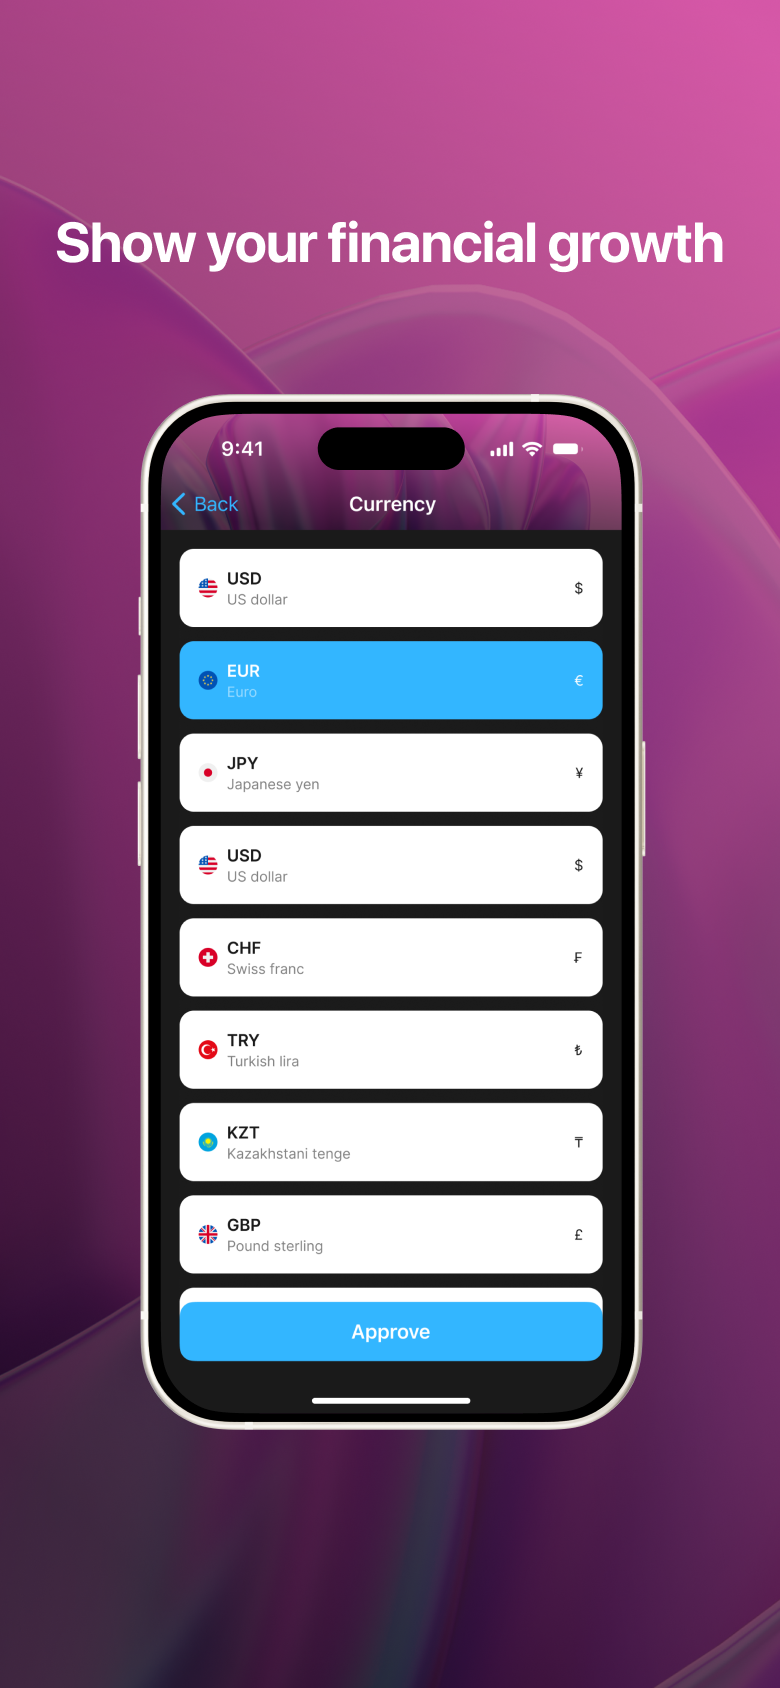 Show your financial growth
9:41
Back
Currency
USD
US dollar
$
EUR
Euro
€
JPY
Japanese yen
¥
USD
US dollar
$
CHF
Swiss franc
₣
TRY
Turkish lira
₺
KZT
Kazakhstani tenge
₸
GBP
Pound sterling
£
Approve